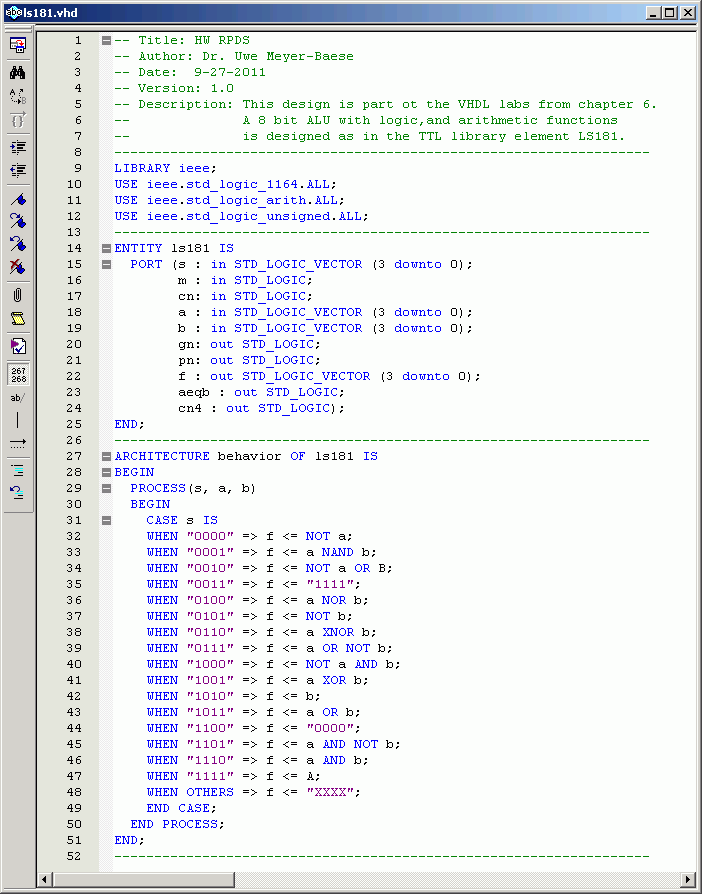 ls181.vhd
1 -- Title: HW RPDS
2 -- Author: Dr. Uwe Meyer-Baese
3 -- Date:  9-27-2011
4 -- Version: 1.0
5 -- Description: This design is part ot the VHDL labs from chapter 6.
6 --              A 8 bit ALU with logic,and arithmetic functions
7 --              is designed as in the TTL library element LS181.
8 -------------------------------------------------------------------
9 LIBRARY ieee;
10 USE ieee.std_logic_1164.ALL;
11 USE ieee.std_logic_arith.ALL;
12 USE ieee.std_logic_unsigned.ALL;
13 -------------------------------------------------------------------
14 ENTITY ls181 IS
15   PORT (s : in STD_LOGIC_VECTOR (3 downto 0);
16         m : in STD_LOGIC;
17         cn: in STD_LOGIC;
18         a : in STD_LOGIC_VECTOR (3 downto 0);
19         b : in STD_LOGIC_VECTOR (3 downto 0);
20         gn: out STD_LOGIC;
21         pn: out STD_LOGIC;
22         f : out STD_LOGIC_VECTOR (3 downto 0);
23         aeqb : out STD_LOGIC;
24         cn4 : out STD_LOGIC);
25 END;
26 -------------------------------------------------------------------
27 ARCHITECTURE behavior OF ls181 IS
28 BEGIN
29   PROCESS(s, a, b)
30   BEGIN
31     CASE s IS
32     WHEN "0000" => f <= NOT a;
33     WHEN "0001" => f <= a NAND b;
34     WHEN "0010" => f <= NOT a OR B;
35     WHEN "0011" => f <= "1111";
36     WHEN "0100" => f <= a NOR b;
37     WHEN "0101" => f <= NOT b;
38     WHEN "0110" => f <= a XNOR b;
39     WHEN "0111" => f <= a OR NOT b;
40     WHEN "1000" => f <= NOT a AND b;
41     WHEN "1001" => f <= a XOR b;
42     WHEN "1010" => f <= b;
43     WHEN "1011" => f <= a OR b;
44     WHEN "1100" => f <= "0000";
45     WHEN "1101" => f <= a AND NOT b;
46     WHEN "1110" => f <= a AND b;
47     WHEN "1111" => f <= A;
48     WHEN OTHERS => f <= "XXXX";
49     END CASE;
50   END PROCESS;
51 END;
52 -------------------------------------------------------------------
267
268
ab/